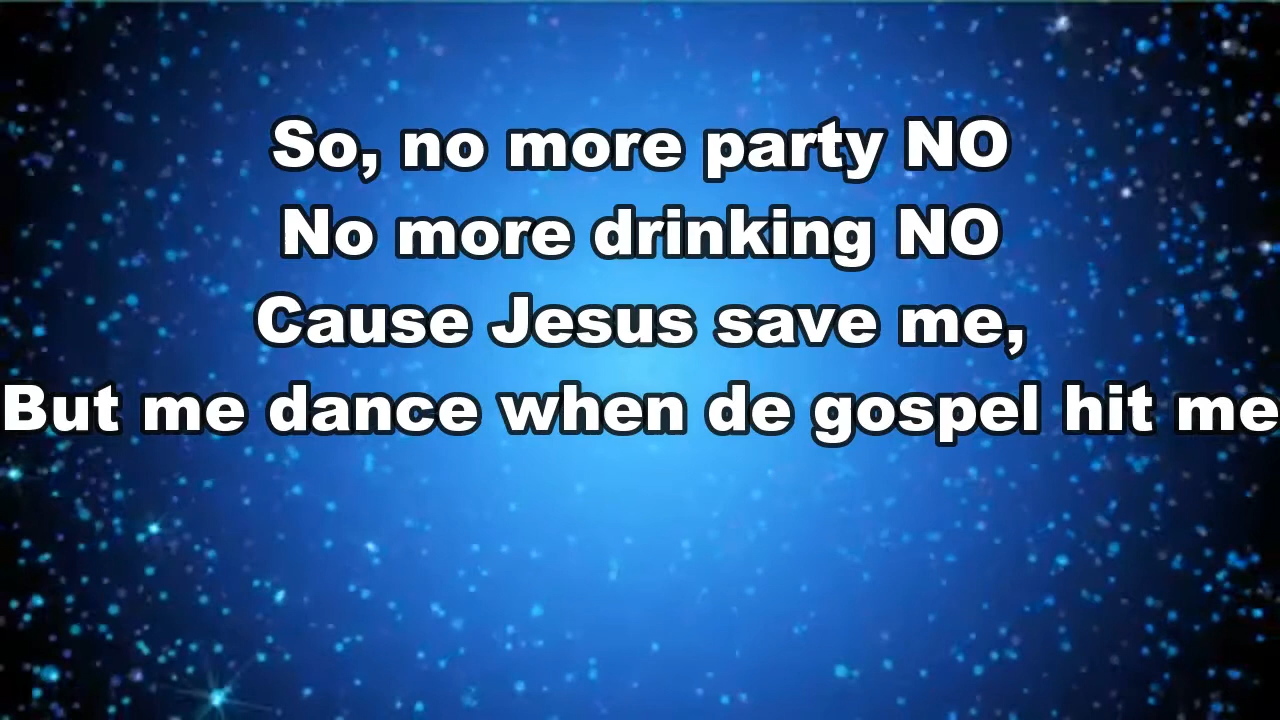 So, no more party NO
No more drinking NO
Cause Jesus save me,
But me dance when de gospel hit me